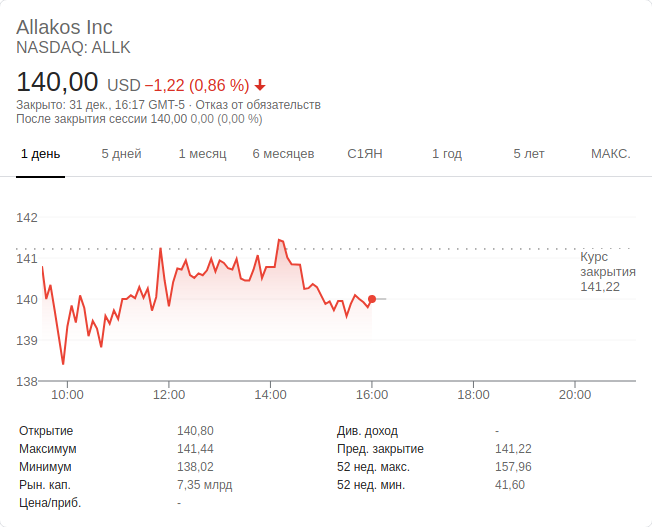 Allakos Inc
NASDAQ: ALLK
140,00 USD −1,22 (0,86 %)
Закрыто: 31 дек., 16:17 GMT-5 · Отказ от обязательств
После закрытия сессии 140,00 0,00 (0,00 %)
1 день 5 дней 1 месяц 6 месяцев С1ЯН 1 год 5 лет МАКС.
142
141
140
139
138
Курс
закрытия
141,22
10:00 12:00 14:00 16:00 18:00 20:00
Открытие 140,80 Див. доход -
Максимум 141,44 Пред. закрытие 141,22
Минимум 138,02 52 нед. макс. 157,96
Рын. кап. 7,35 млрд 52 нед. мин. 41,60
Цена/приб. -